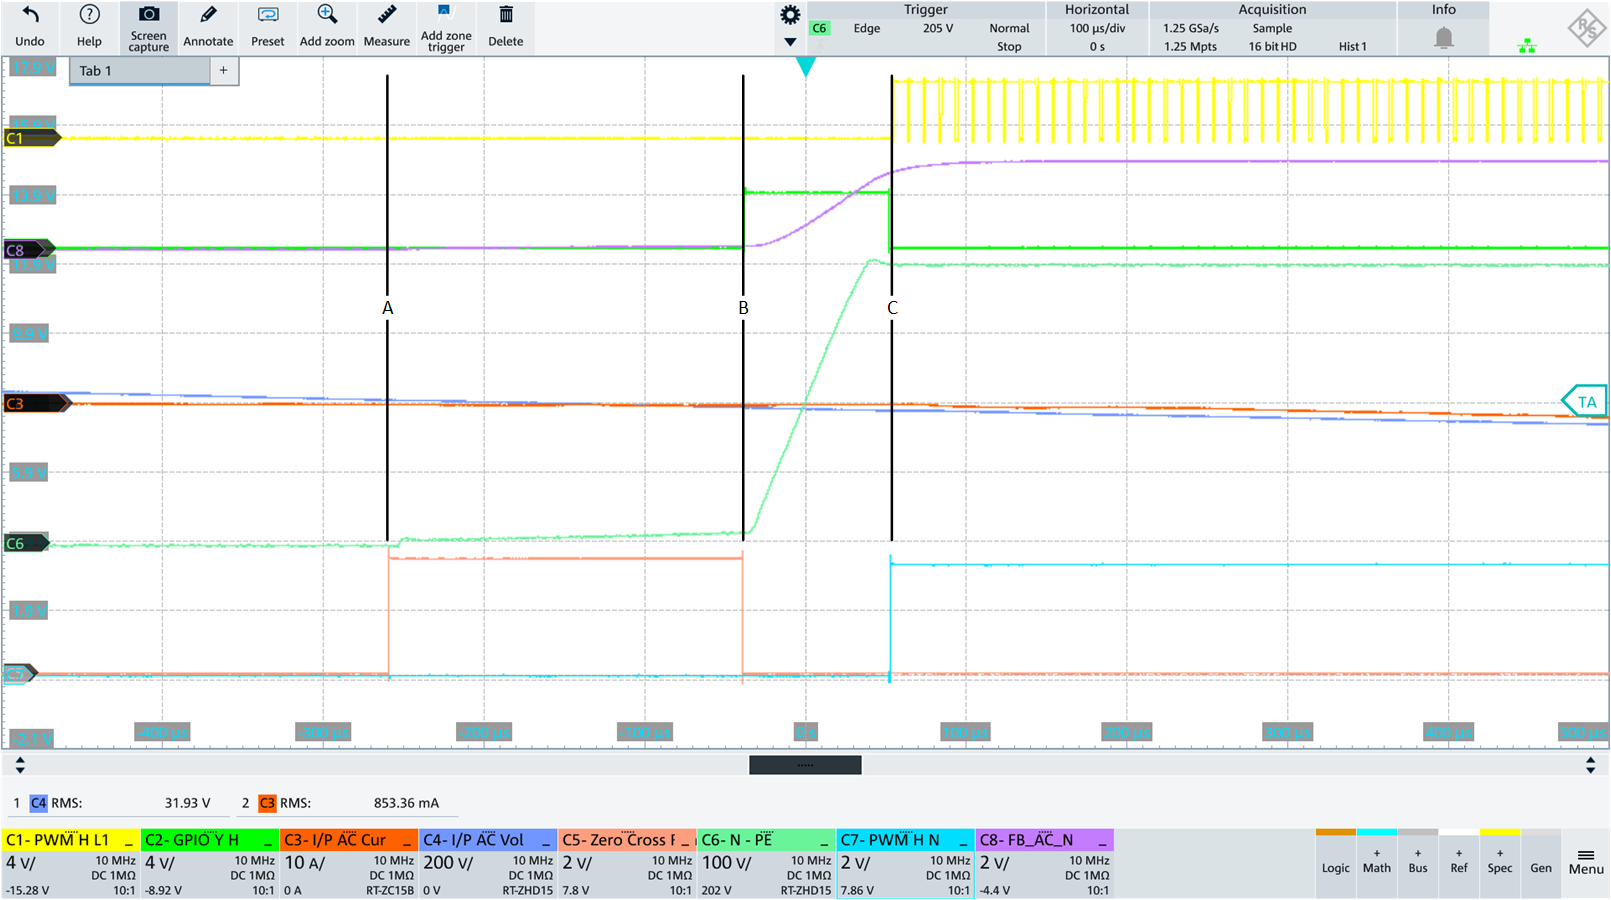 Undo
Help
Screen
capture
Annotate
Preset
Add zoom
Measure
Add zone
trigger
Delete
Trigger
C6 Edge 205 V Normal
Stop
Horizontal
100 µs/div
0 s
Acquisition
1.25 GSa/s Sample
1.25 Mpts 16 bit HD Hist1
Info
17.9 V
Tab 1 +
15.9 V
C1
13.9 V
C8
11.9 V
A B C
9.9 V
C3
TA
5.9 V
C6
1.9 V
C7
-2.1 V
-400 µs -300 µs -200 µs -100 µs 0 s 100 µs 200 µs 300 µs 400 µs 500 µs
1 C4 RMS: 31.93 V 2 C3 RMS: 853.36 mA
C1- PWM H L1
4 V/ 10 MHz
DC 1MΩ
-15.28 V 10:1
C2- GPIO Y H
4 V/ 10 MHz
DC 1MΩ
-8.92 V 10:1
C3- I/P AC Cur
10 A/ 10 MHz
DC 1MΩ
0 A RT-ZC15B
C4- I/P AC Vol
200 V/ 10 MHz
DC 1MΩ
0 V RT-ZHD15
C5- Zero Cross
2 V/ 10 MHz
DC 1MΩ
7.8 V 10:1
C6- N - PE
100 V/ 10 MHz
DC 1MΩ
202 V RT-ZHD15
C7- PWM H N
2 V/ 10 MHz
DC 1MΩ
7.86 V 10:1
C8- FB_AC_N
2 V/ 10 MHz
DC 1MΩ
-4.4 V 10:1
Logic
+
Math
+
Bus
+
Ref
+
Spec
Gen
Menu